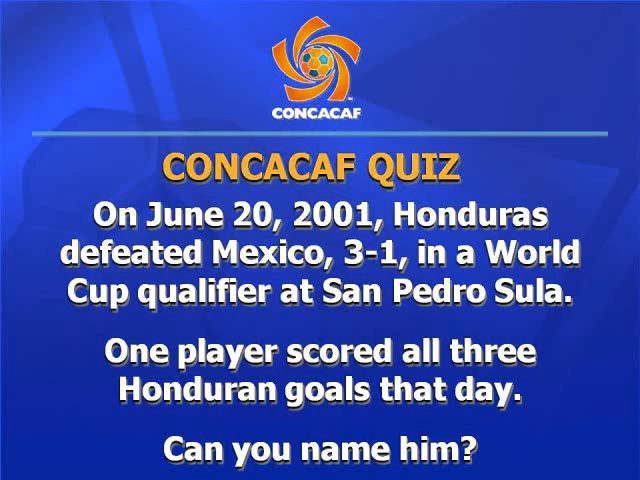 CONCACAF
CONCACAF QUIZ
On June 20, 2001, Honduras
defeated Mexico, 3-1, in a World
Cup qualifier at San Pedro Sula.
One player scored all three
Honduran goals that day.
Can you name him?